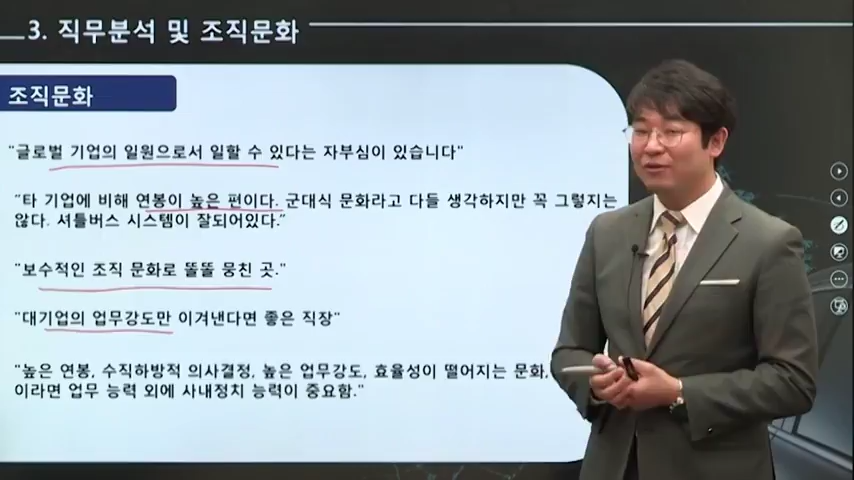 3. 직무분석 및 조직문화
조직문화
"글로벌 기업의 일원으로서 일할 수 있다는 자부심이 있습니다"
"타 기업에 비해 연봉이 높은 편이다. 군대식 문화라고 다들 생각하지만 꼭 그렇지는
않다. 셔틀버스 시스템이 잘되어있다."
"보수적인 조직 문화로 똘똘 뭉친 곳."
"대기업의 업무강도만 이겨낸다면 좋은 직장"
"높은 연봉, 수직하방적 의사결정, 높은 업무강도, 효율성이 떨어지는 문화,
이라면 업무 능력 외에 사내정치 능력이 중요함."